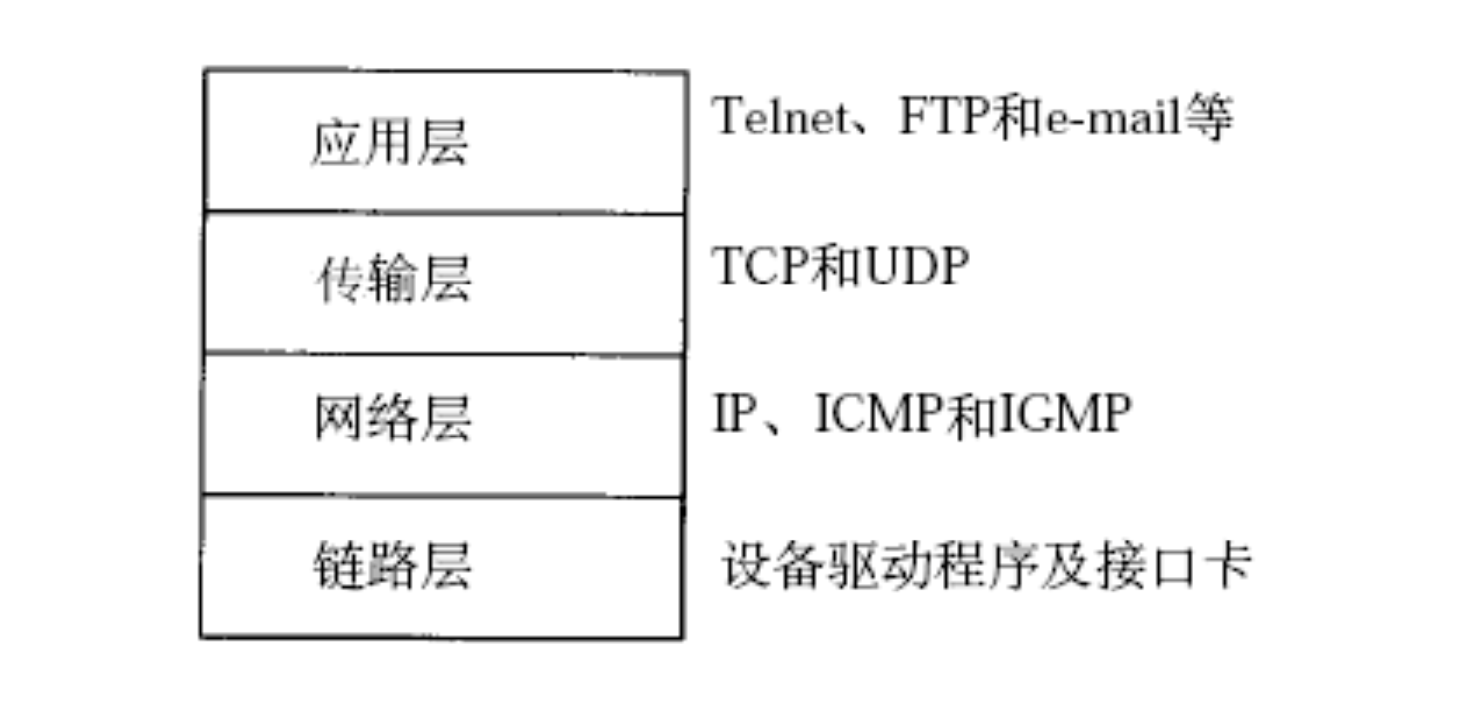 应用层
Telnet、FTP和e-mail等
传输层
TCP和UDP
网络层
IP、ICMP和IGMP
链路层
设备驱动程序及接口卡